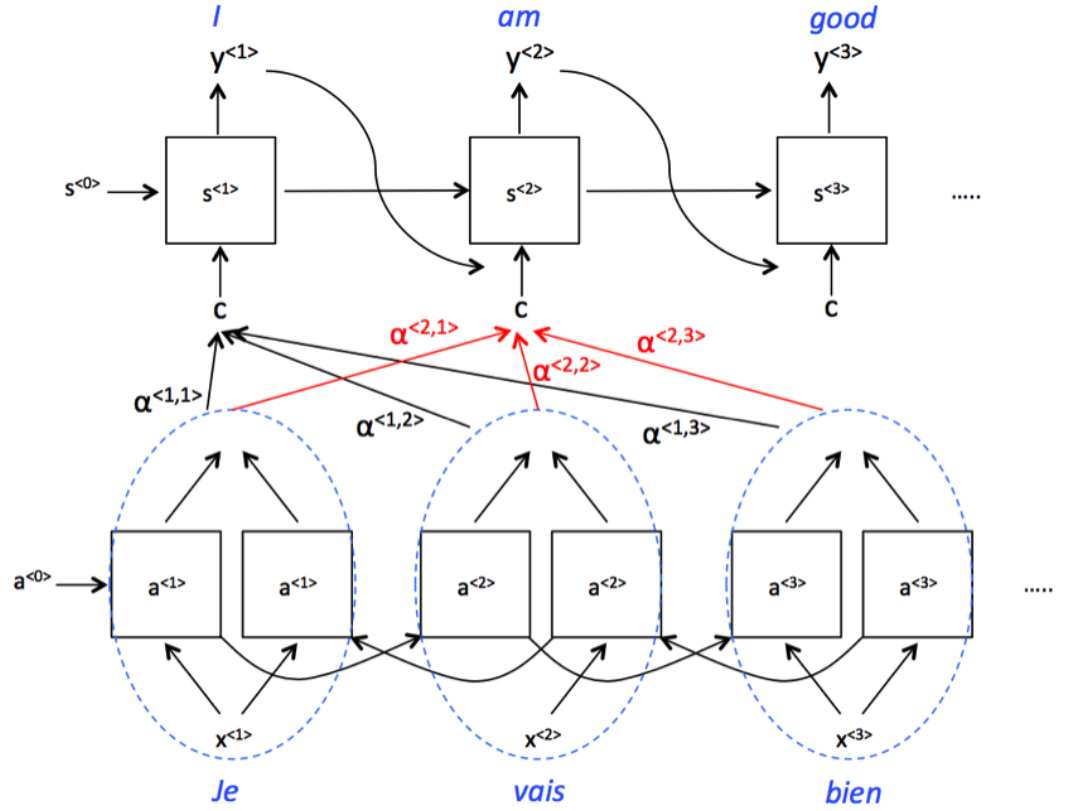 I am good
y<1> y<2> y<3>
s<0> s<1> s<2> s<3> .....
c c c
α<2,1> α<2,2> α<2,3>
α<1,1> α<1,2> α<1,3>
a<0> a<1> a<1> a<2> a<2> a<3> a<3> .....
x<1> x<2> x<3>
Je vais bien